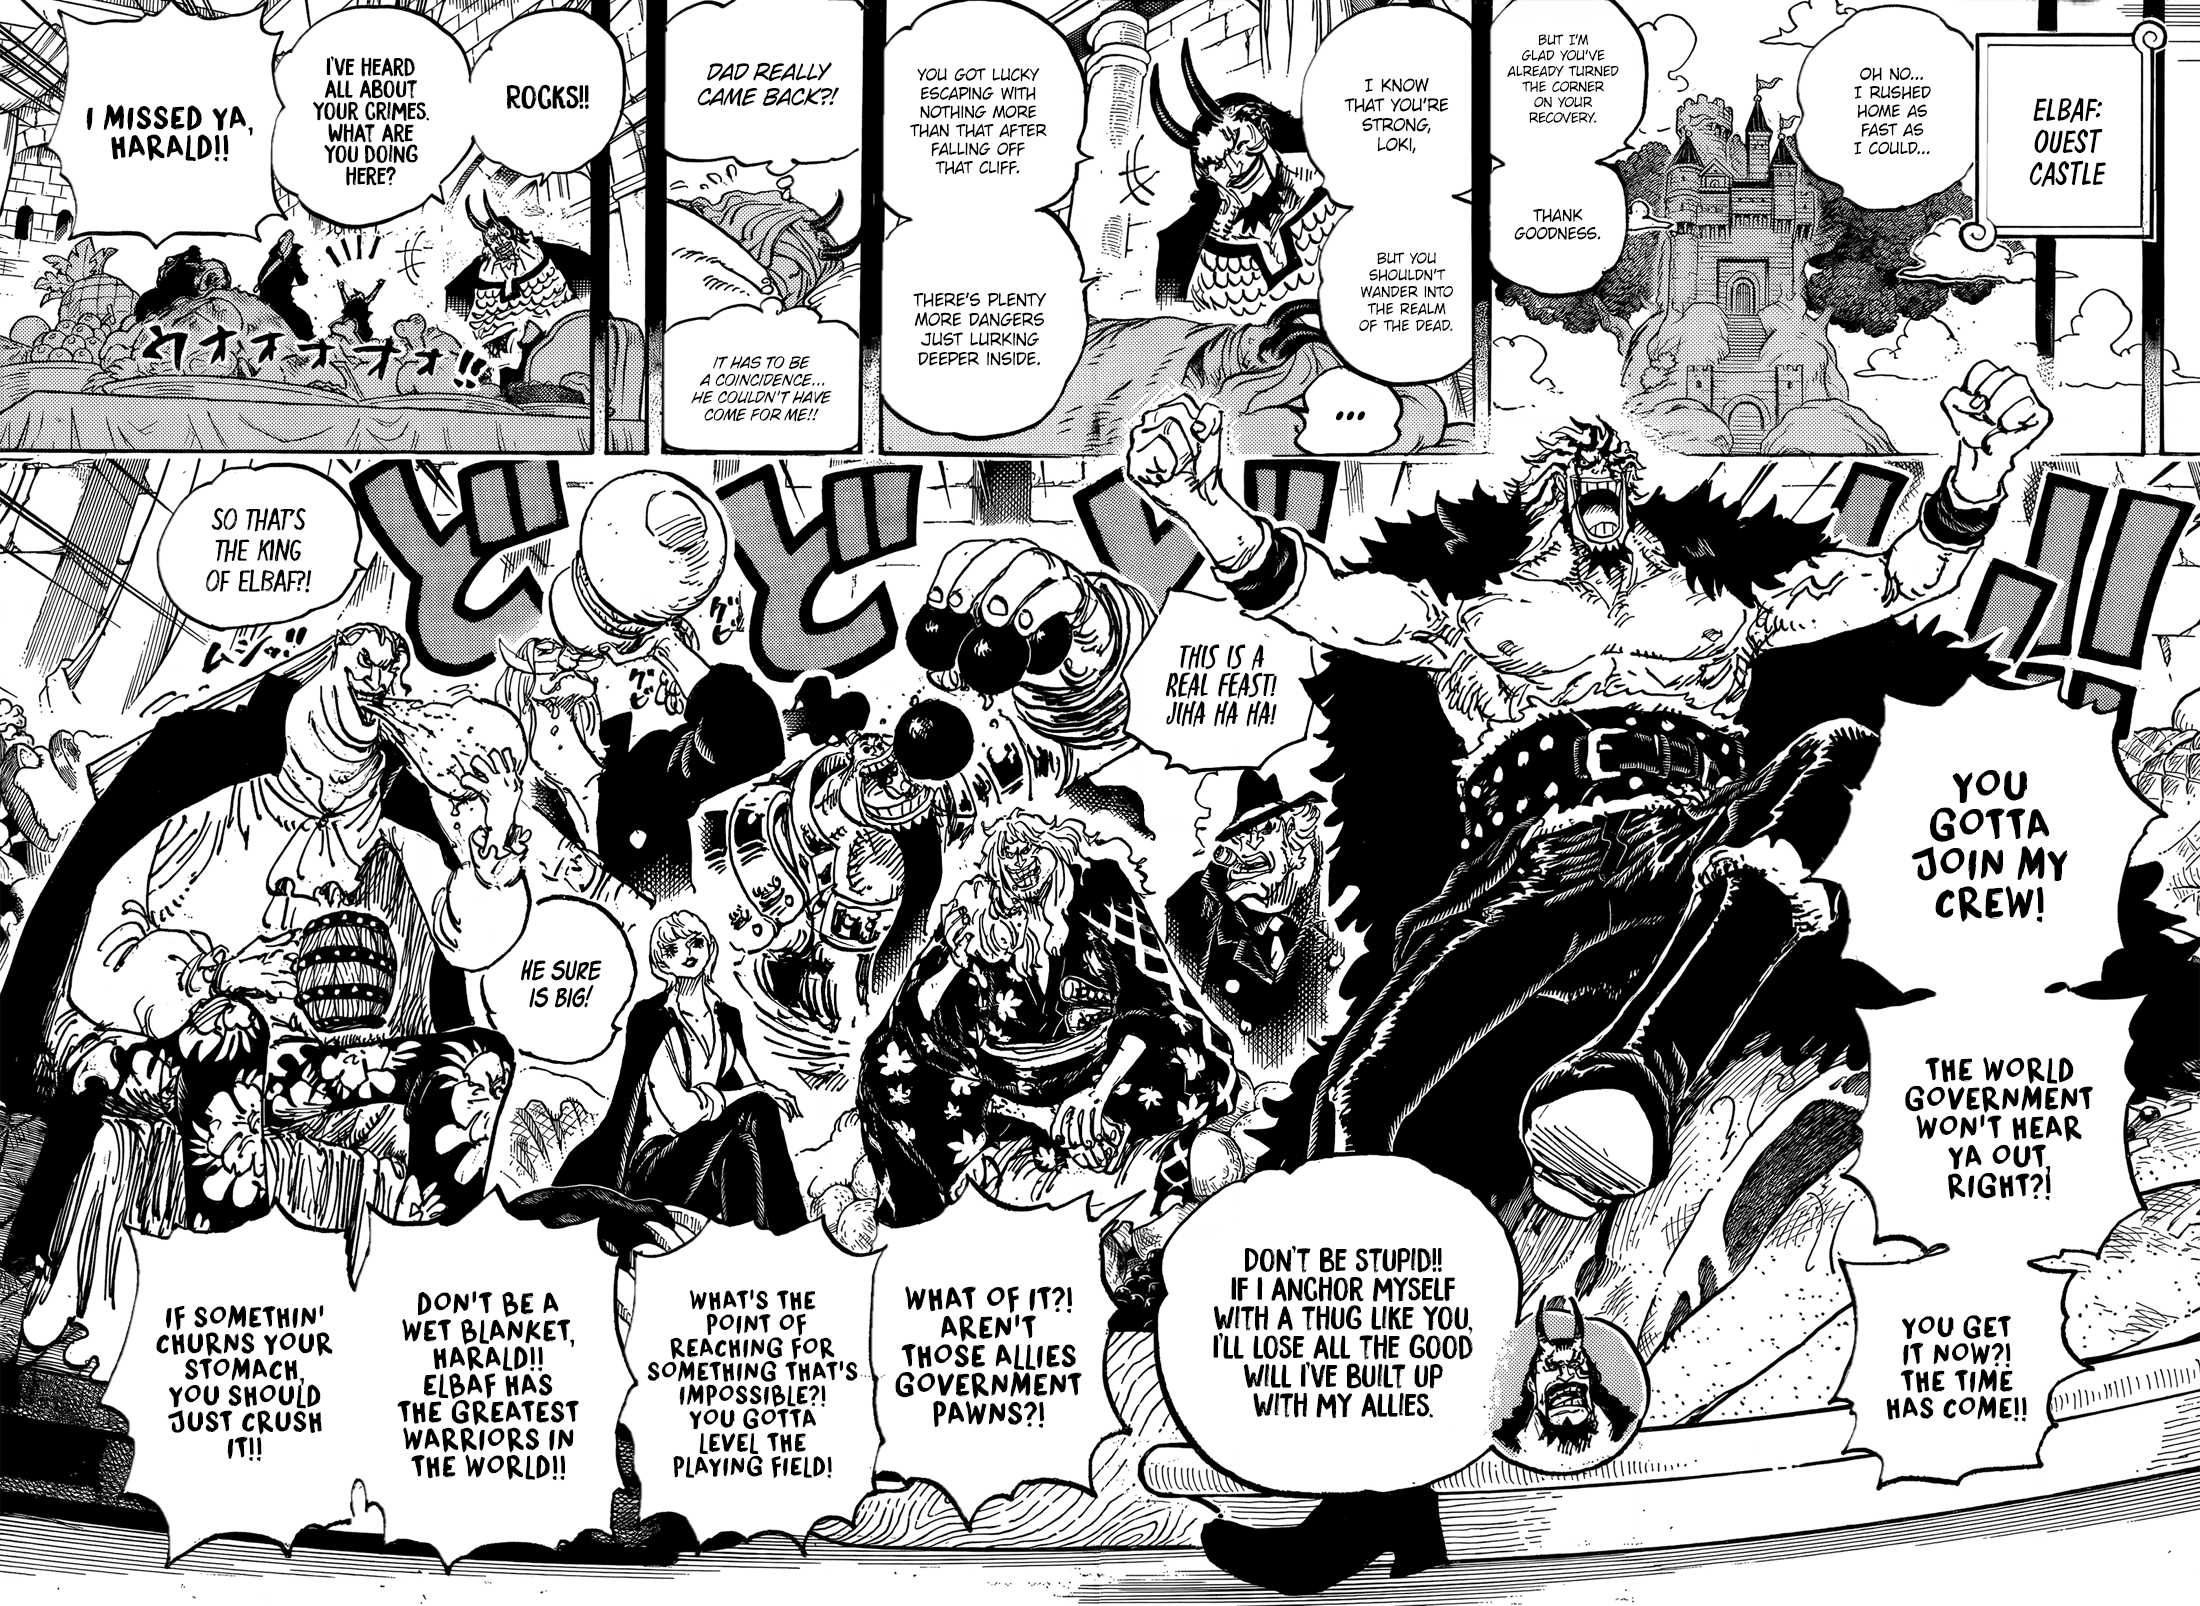 ELBAF:
OUEST
CASTLE
OH NO...
I RUSHED
HOME AS
FAST AS
I COULD...
BUT I'M
GLAD YOU'VE
ALREADY TURNED
THE CORNER
ON YOUR
RECOVERY.
THANK
GOODNESS.
I KNOW
THAT YOU'RE
STRONG,
LOKI,
BUT YOU
SHOULDN'T
WANDER INTO
THE REALM
OF THE DEAD.
YOU GOT LUCKY
ESCAPING WITH
NOTHING MORE
THAN THAT AFTER
FALLING OFF
THAT CLIFF.
THERE'S PLENTY
MORE DANGERS
JUST LURKING
DEEPER INSIDE.
...
DAD REALLY
CAME BACK?!
IT HAS TO BE
A COINCIDENCE...
HE COULDN'T HAVE
COME FOR ME!!
ROCKS!!
I'VE HEARD
ALL ABOUT
YOUR CRIMES.
WHAT ARE
YOU DOING
HERE?
I MISSED YA,
HARALD!!
ウオオオオオォ!!
ドドドン!!
YOU
GOTTA
JOIN MY
CREW!
THE WORLD
GOVERNMENT
WON'T HEAR
YA OUT,
RIGHT?!
YOU GET
IT NOW?!
THE TIME
HAS COME!!
THIS IS A
REAL FEAST!
JIHA HA HA!
グビ
グビ
SO THAT'S
THE KING
OF ELBAF?!
ムシャ!!
HE SURE
IS BIG!
DON'T BE STUPID!!
IF I ANCHOR MYSELF
WITH A THUG LIKE YOU,
I'LL LOSE ALL THE GOOD
WILL I'VE BUILT UP
WITH MY ALLIES.
WHAT OF IT?!
AREN'T
THOSE ALLIES
GOVERNMENT
PAWNS?!
WHAT'S THE
POINT OF
REACHING FOR
SOMETHING THAT'S
IMPOSSIBLE?!
YOU GOTTA
LEVEL THE
PLAYING FIELD!
DON'T BE A
WET BLANKET,
HARALD!!
ELBAF HAS
THE GREATEST
WARRIORS IN
THE WORLD!!
IF SOMETHIN'
CHURNS YOUR
STOMACH,
YOU SHOULD
JUST CRUSH
IT!!